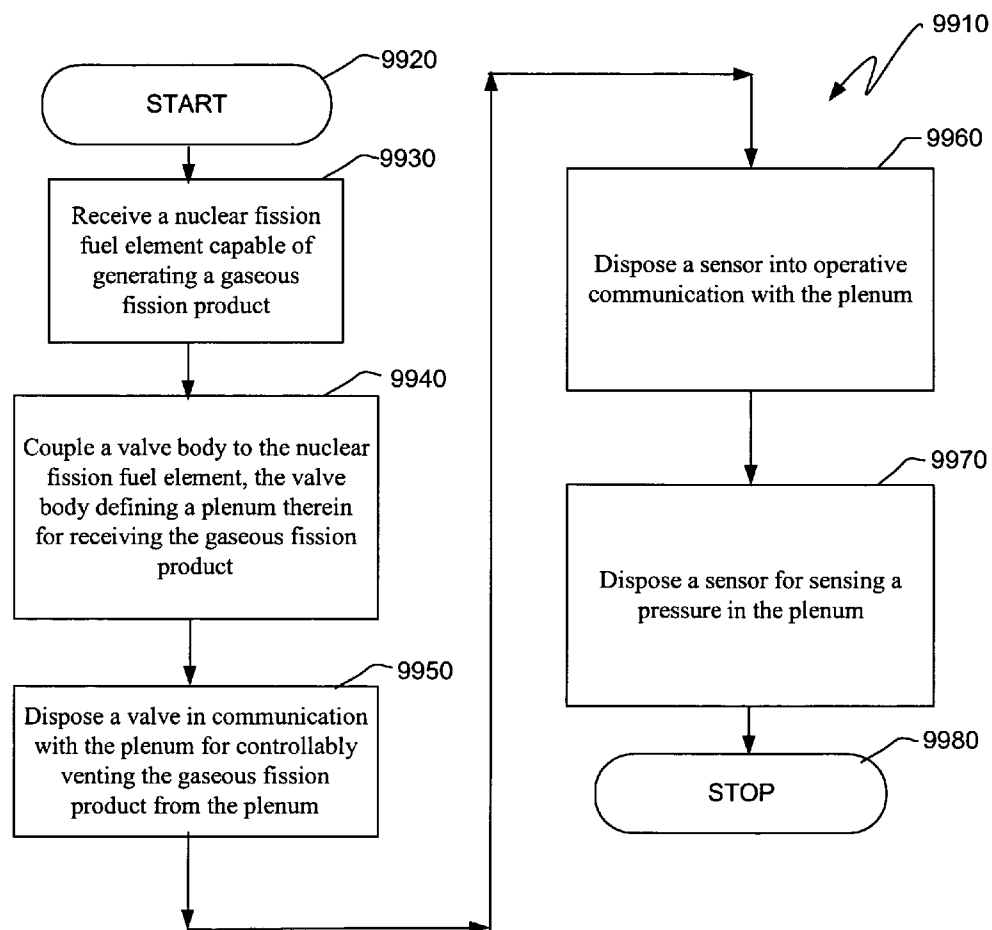 9920
START
9930
Receive a nuclear fission
fuel element capable of
generating a gaseous
fission product
9940
Couple a valve body to the nuclear
fission fuel element, the valve
body defining a plenum therein
for receiving the gaseous fission
product
9950
Dispose a valve in communication
with the plenum for controllably
venting the gaseous fission
product from the plenum
9910
9960
Dispose a sensor into operative
communication with the plenum
9970
Dispose a sensor for sensing a
pressure in the plenum
9980
STOP